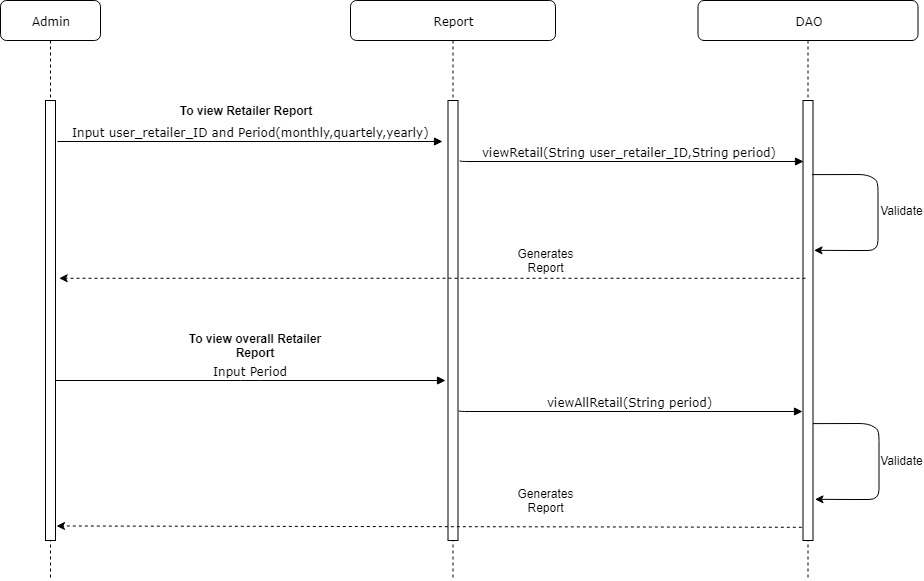 Admin
Report
DAO
To view Retailer Report
Input user_retailer_ID and Period(monthly,quartely,yearly)
viewRetail(String user_retailer_ID,String period)
Validate
Generates
Report
To view overall Retailer
Report
Input Period
viewAllRetail(String period)
Validate
Generates
Report